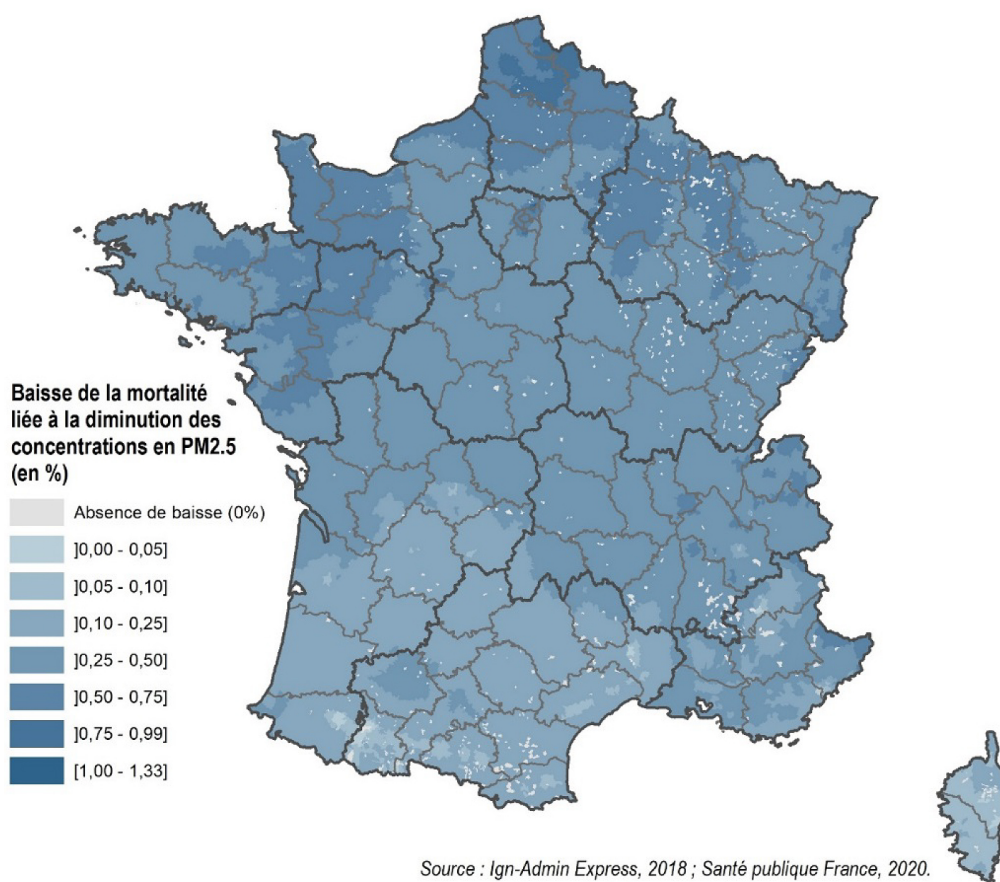 Baisse de la mortalité
liée à la diminution des
concentrations en PM2.5
(en %)
Absence de baisse (0%)
]0,00 - 0,05]
]0,05 - 0,10]
]0,10 - 0,25]
]0,25 - 0,50]
]0,50 - 0,75]
]0,75 - 0,99]
[1,00 - 1,33]
Source : Ign-Admin Express, 2018 ; Santé publique France, 2020.